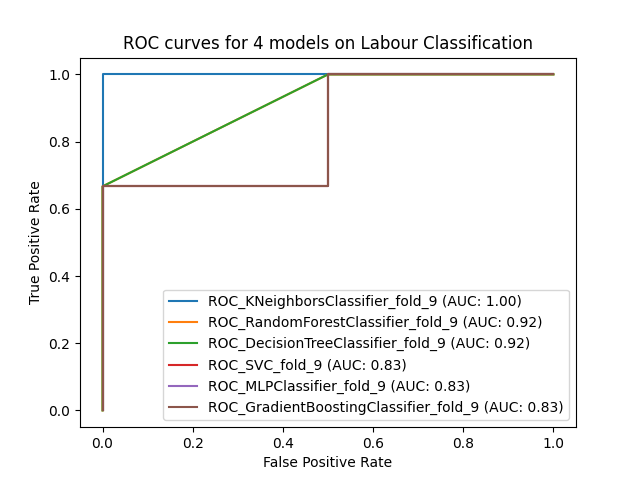 ROC curves for 4 models on Labour Classification
True Positive Rate
1.0
0.8
0.6
0.4
0.2
0.0
ROC_KNeighborsClassifier_fold_9 (AUC: 1.00)
ROC_RandomForestClassifier_fold_9 (AUC: 0.92)
ROC_DecisionTreeClassifier_fold_9 (AUC: 0.92)
ROC_SVC_fold_9 (AUC: 0.83)
ROC_MLPClassifier_fold_9 (AUC: 0.83)
ROC_GradientBoostingClassifier_fold_9 (AUC: 0.83)
0.0 0.2 0.4 0.6 0.8 1.0
False Positive Rate